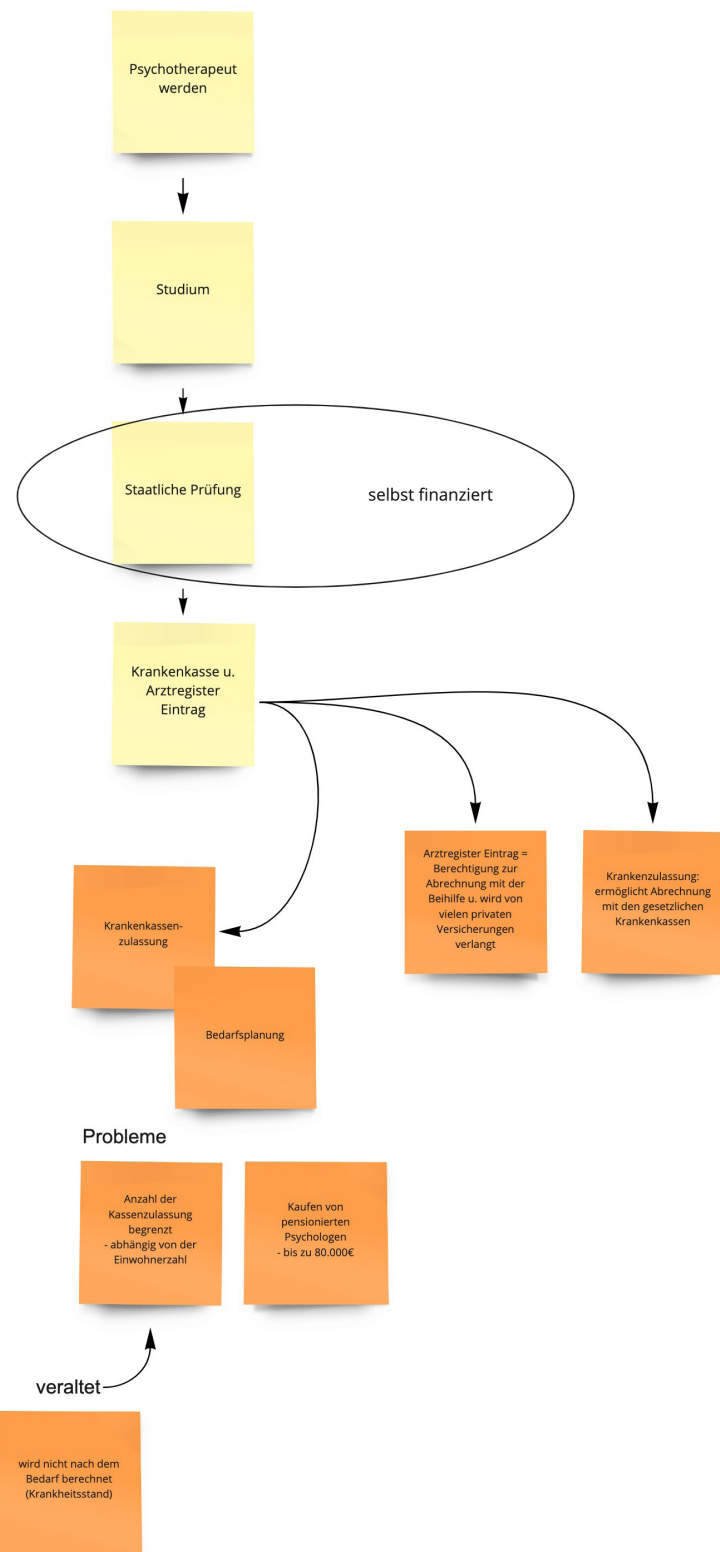 Psychotherapeut
werden
Studium
Staatliche Prüfung
selbst finanziert
Krankenkasse u.
Arztregister
Eintrag
Krankenkassen-
zulassung
Bedarfsplanung
Arztregister Eintrag =
Berechtigung zur
Abrechnung mit der
Beihilfe u. wird von
vielen privaten
Versicherungen
verlangt
Krankenzulassung:
ermöglicht Abrechnung
mit den gesetzlichen
Krankenkassen
Probleme
Anzahl der
Kassenzulassung
begrenzt
- abhängig von der
Einwohnerzahl
Kaufen von
pensionierten
Psychologen
- bis zu 80.000€
veraltet
wird nicht nach dem
Bedarf berechnet
(Krankheitsstand)